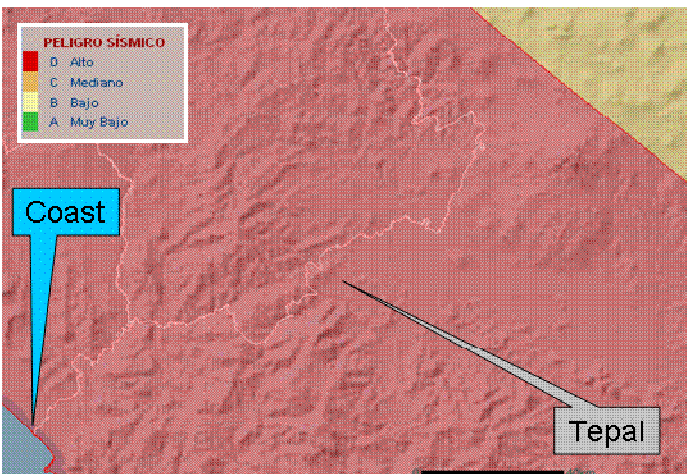 PELIGRO SÍSMICO
D Alto
C Mediano
B Bajo
A Muy Bajo
Coast
Tepal